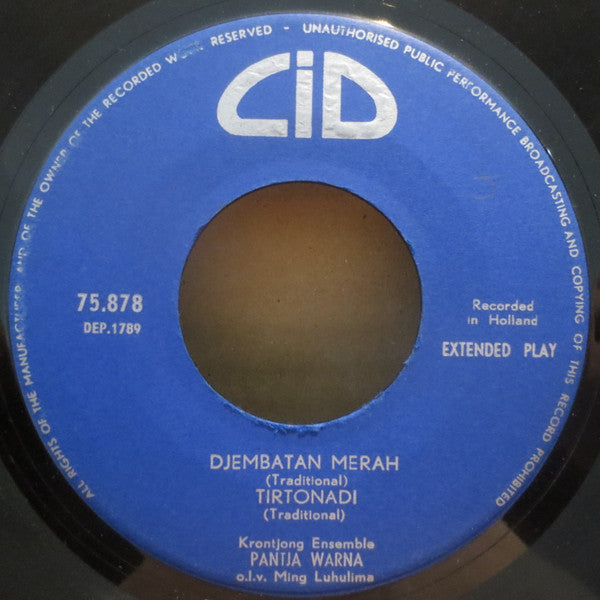 ALL RIGHTS OF THE MANUFACTURER AND OF THE OWNER OF THE RECORDED WORK RESERVED - UNAUTHORISED PUBLIC PERFORMANCE BROADCASTING AND COPYING OF THIS RECORD PROHIBITED
CiD
75.878
DEP.1789
Recorded
in Holland
EXTENDED PLAY
DJEMBATAN MERAH
(Traditional)
TIRTONADI
(Traditional)
Krontjong Ensemble
PANTJA WARNA
o.l.v. Ming Luhulima